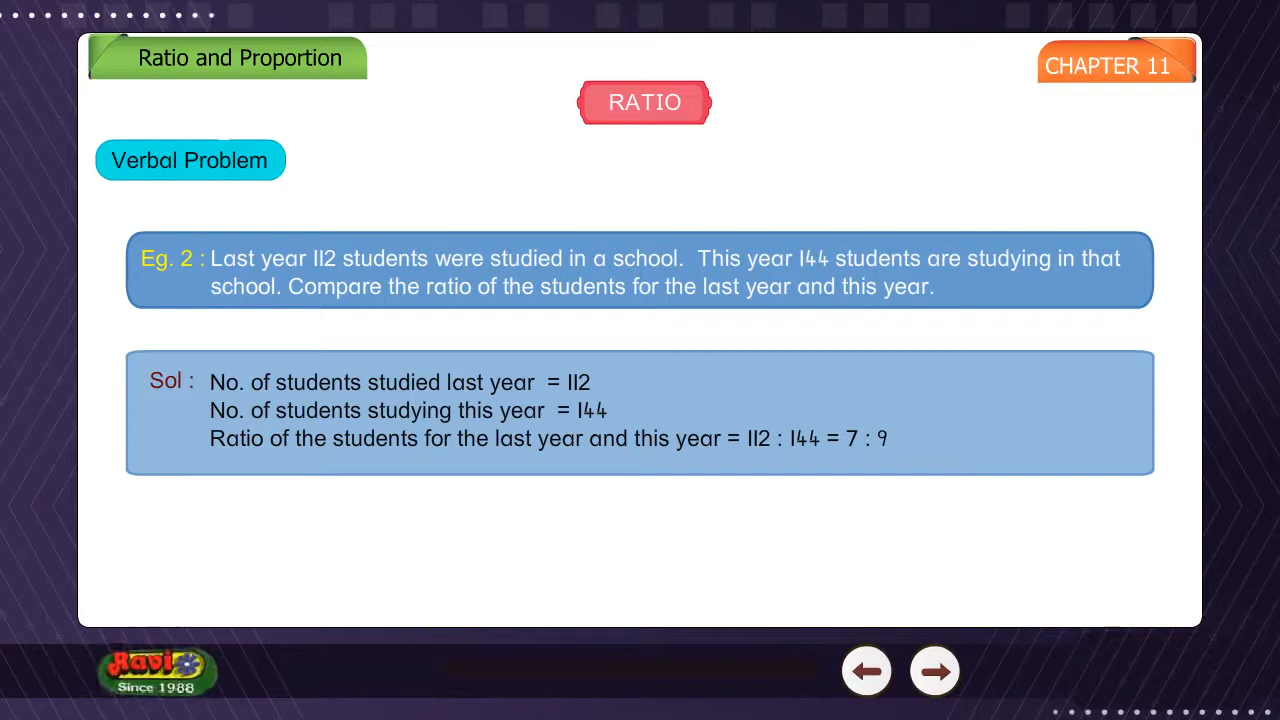 Ratio and Proportion
CHAPTER 11
RATIO
Verbal Problem
Eg. 2 : Last year 112 students were studied in a school. This year 144 students are studying in that
school. Compare the ratio of the students for the last year and this year.
Sol : No. of students studied last year = 112
No. of students studying this year = 144
Ratio of the students for the last year and this year = 112 : 144 = 7 : 9
Ravi
Since 1988